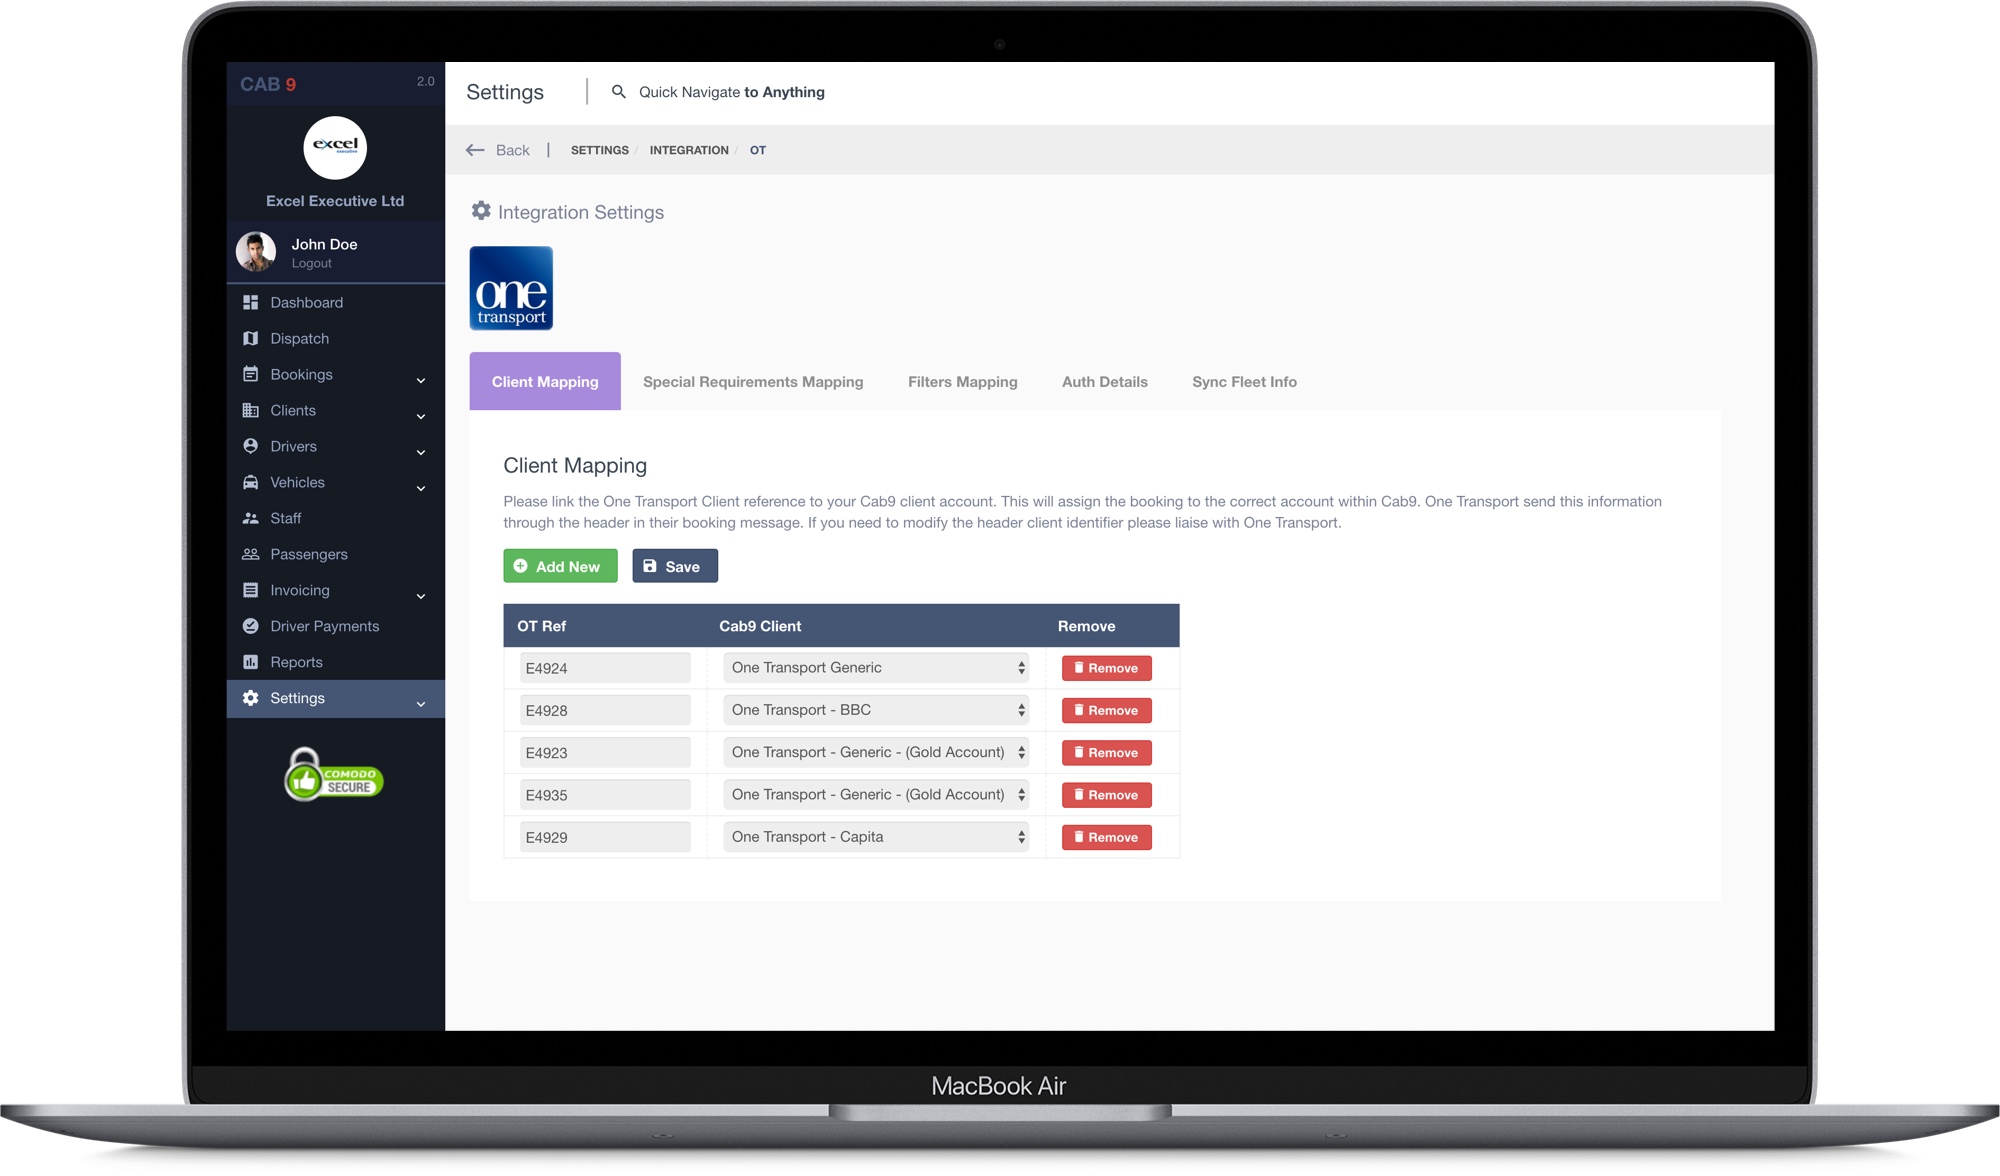 CAB 9
2.0
excel
executive
Excel Executive Ltd
John Doe
Logout
Dashboard
Dispatch
Bookings
Clients
Drivers
Vehicles
Staff
Passengers
Invoicing
Driver Payments
Reports
Settings
COMODO
SECURE
Settings
Quick Navigate to Anything
Back | SETTINGS / INTEGRATION / OT
Integration Settings
one
transport
Client Mapping
Special Requirements Mapping
Filters Mapping
Auth Details
Sync Fleet Info
Client Mapping
Please link the One Transport Client reference to your Cab9 client account. This will assign the booking to the correct account within Cab9. One Transport send this information
through the header in their booking message. If you need to modify the header client identifier please liaise with One Transport.
Add New
Save
OT Ref Cab9 Client Remove
E4924 One Transport Generic Remove
E4928 One Transport - BBC Remove
E4923 One Transport - Generic - (Gold Account) Remove
E4935 One Transport - Generic - (Gold Account) Remove
E4929 One Transport - Capita Remove
MacBook Air